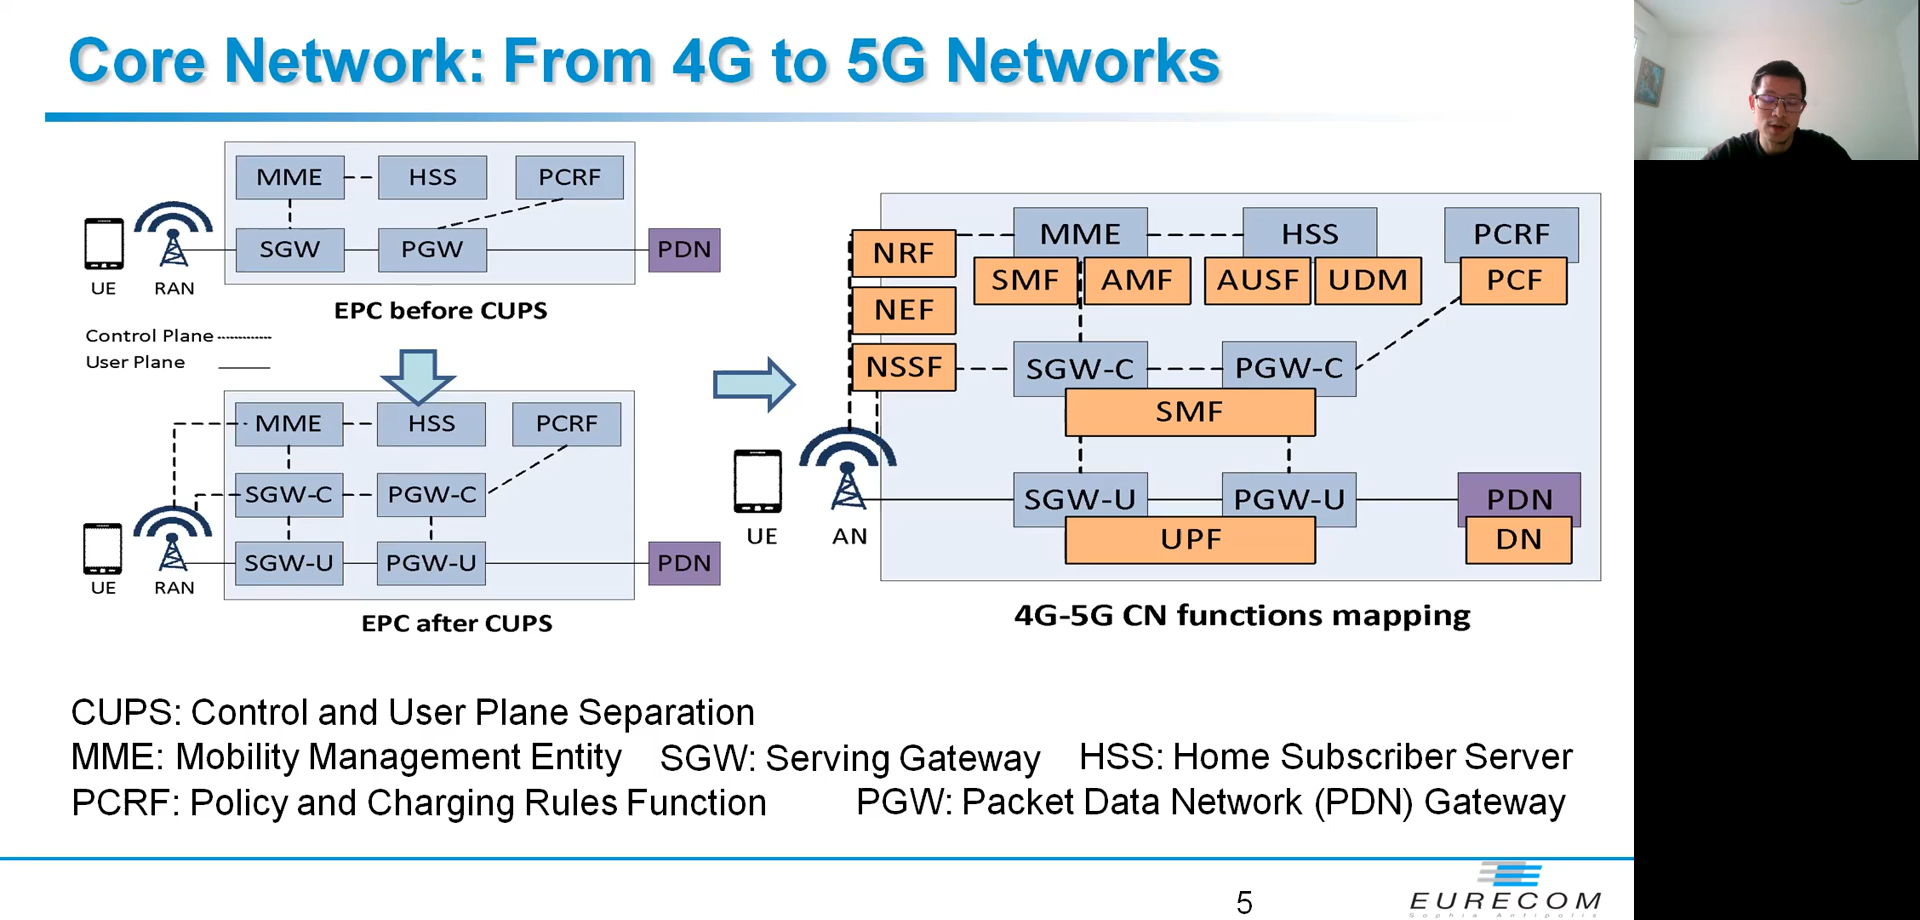 Core Network: From 4G to 5G Networks
MME
HSS
PCRF
SGW
PGW
PDN
UE
RAN
EPC before CUPS
Control Plane
User Plane
MME
HSS
PCRF
SGW-C
PGW-C
SGW-U
PGW-U
PDN
UE
RAN
EPC after CUPS
NRF
NEF
NSSF
MME
HSS
PCRF
SMF
AMF
AUSF
UDM
PCF
SGW-C
PGW-C
SMF
SGW-U
PGW-U
PDN
UPF
DN
UE
AN
4G-5G CN functions mapping
CUPS: Control and User Plane Separation
MME: Mobility Management Entity
SGW: Serving Gateway
HSS: Home Subscriber Server
PCRF: Policy and Charging Rules Function
PGW: Packet Data Network (PDN) Gateway
5
EURECOM
Sophia Antipolis